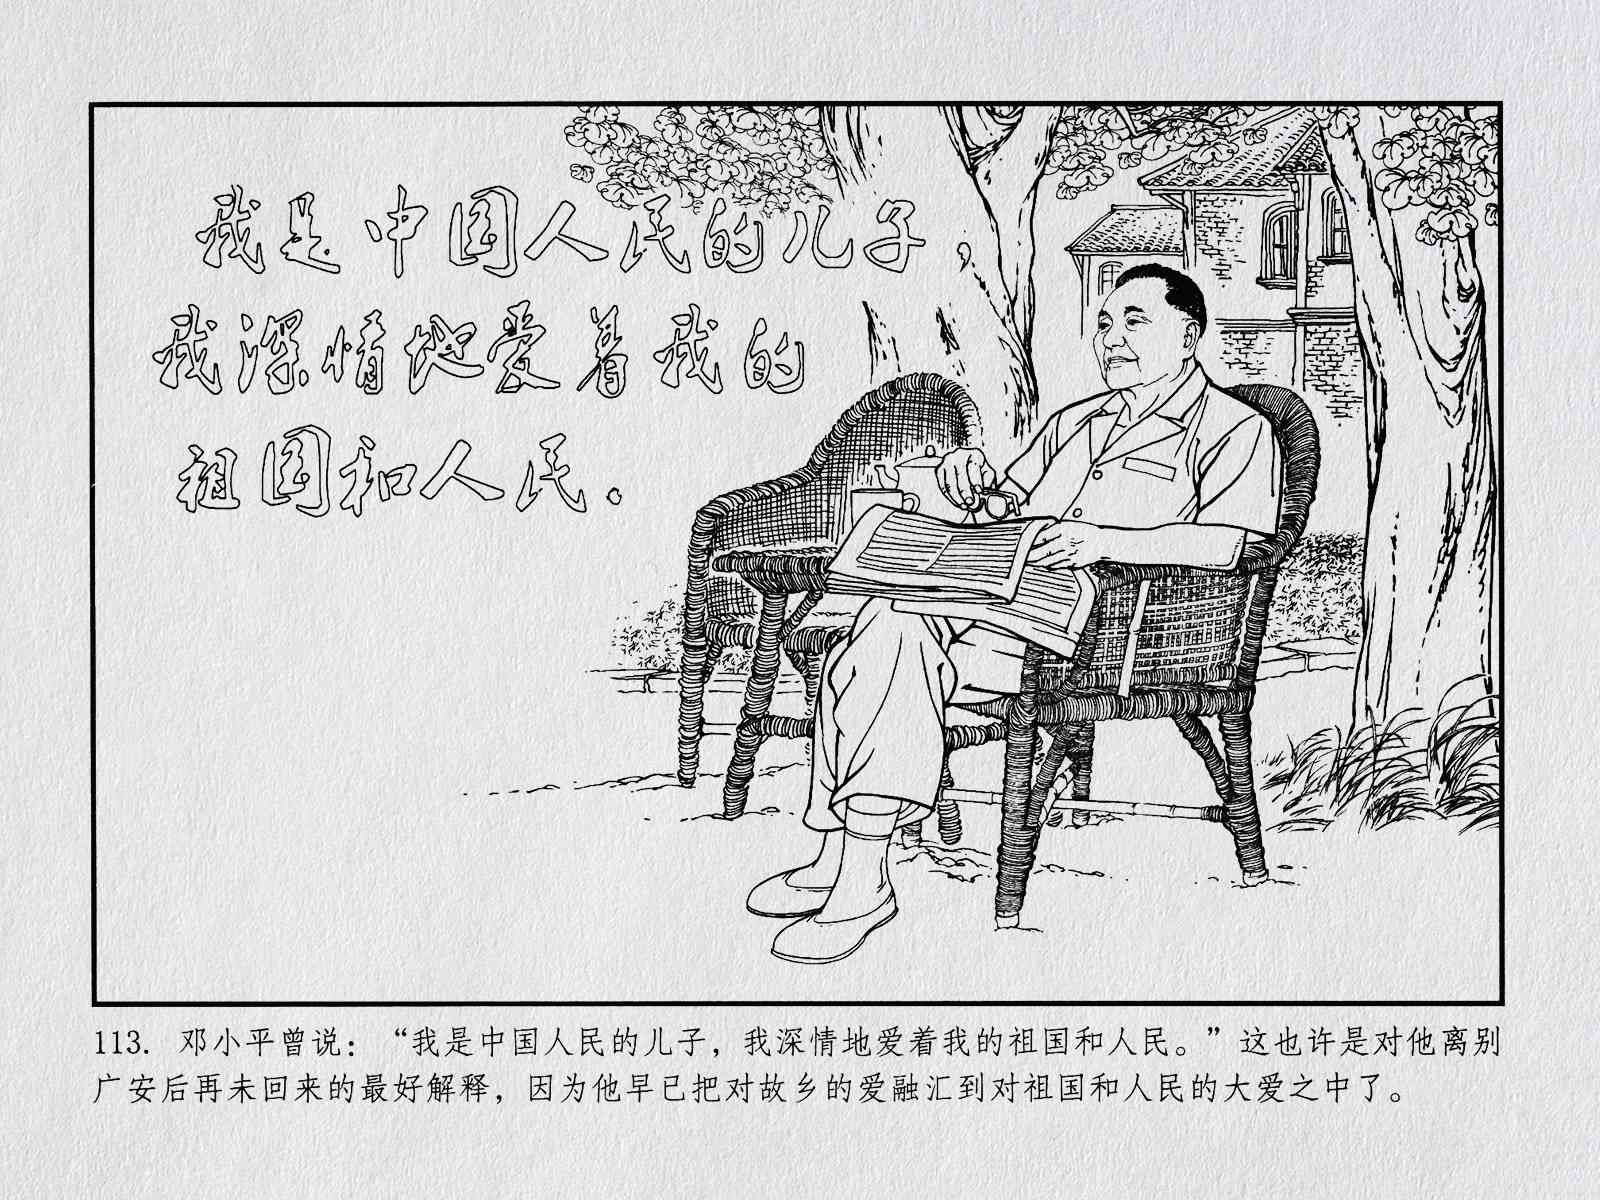 我是中国人民的儿子，
我深情地爱着我的
祖国和人民.
113. 邓小平曾说：“我是中国人民的儿子，我深情地爱着我的祖国和人民。”这也许是对他离别
广安后再未回来的最好解释，因为他早已把对故乡的爱融汇到对祖国和人民的大爱之中了。